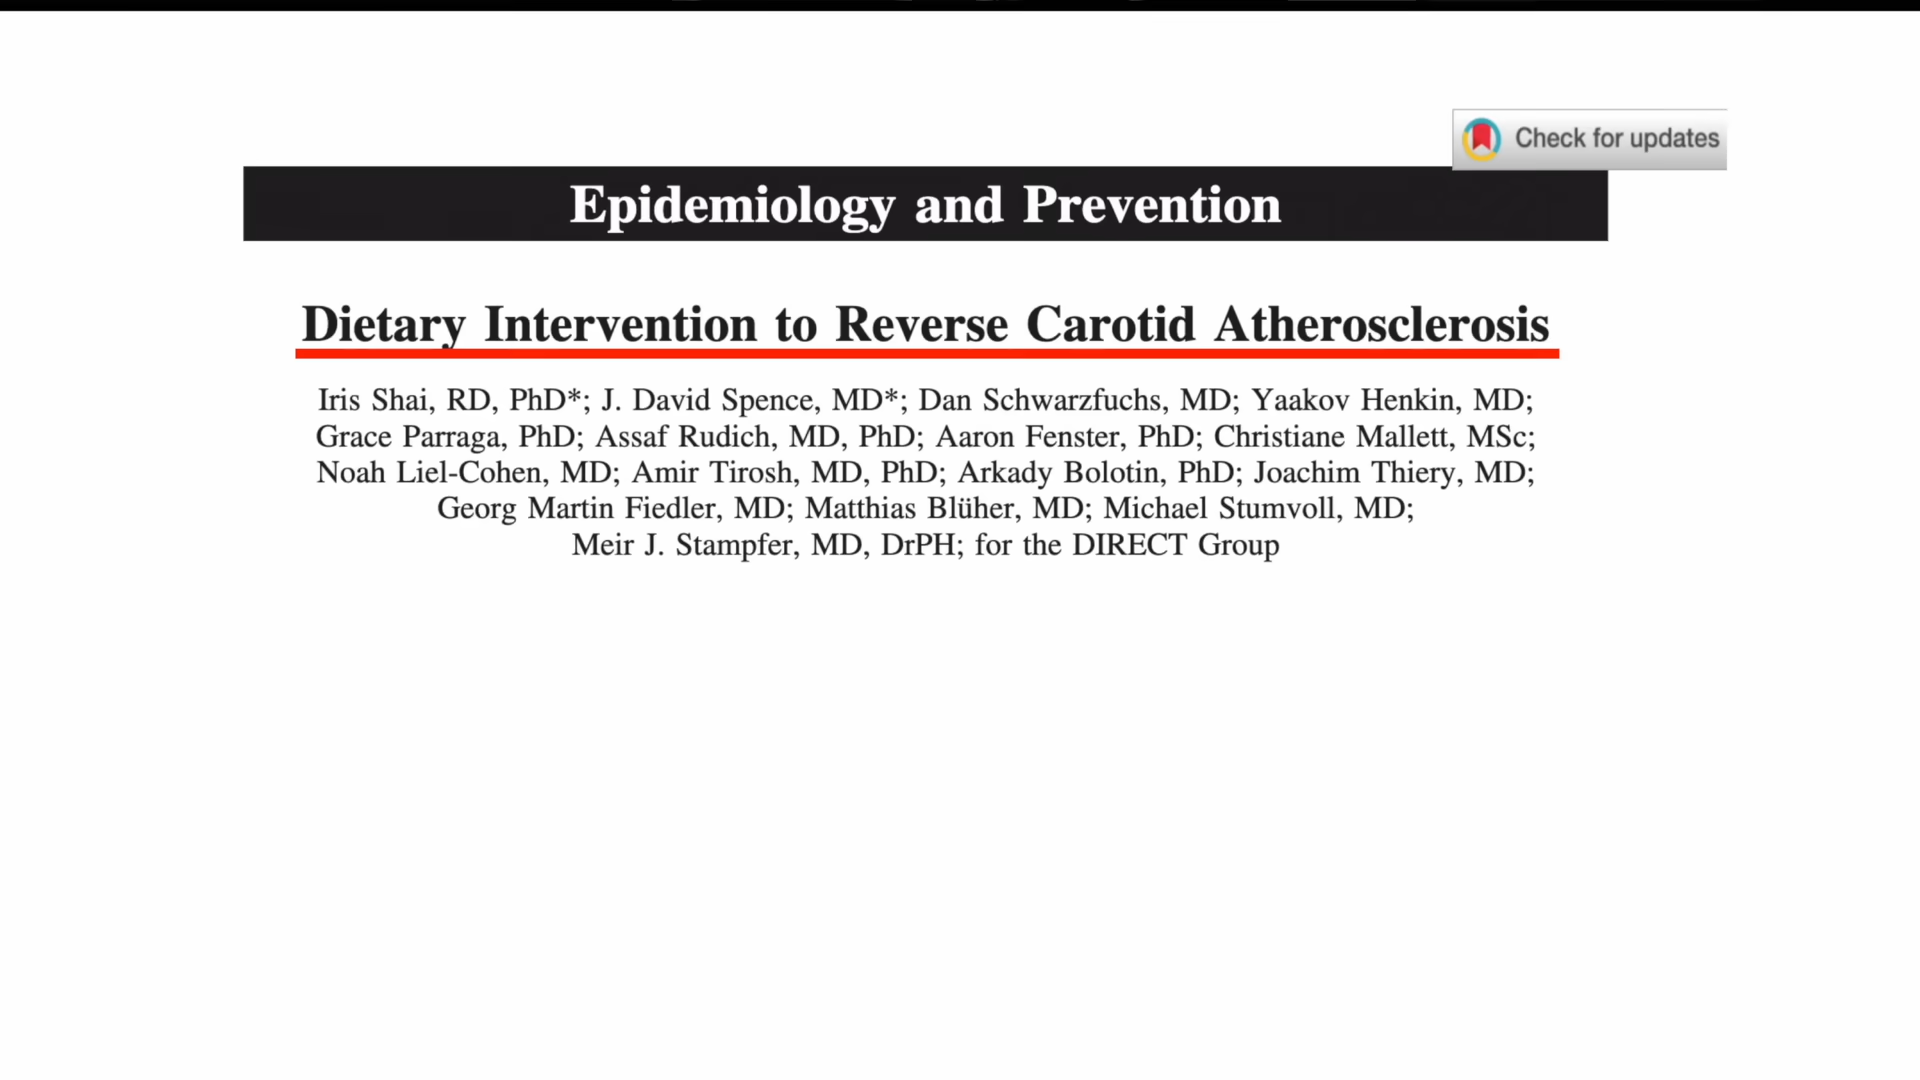 Check for updates
Epidemiology and Prevention
Dietary Intervention to Reverse Carotid Atherosclerosis
Iris Shai, RD, PhD*; J. David Spence, MD*; Dan Schwarzfuchs, MD; Yaakov Henkin, MD;
Grace Parraga, PhD; Assaf Rudich, MD, PhD; Aaron Fenster, PhD; Christiane Mallett, MSc;
Noah Liel-Cohen, MD; Amir Tirosh, MD, PhD; Arkady Bolotin, PhD; Joachim Thiery, MD;
Georg Martin Fiedler, MD; Matthias Blüher, MD; Michael Stumvoll, MD;
Meir J. Stampfer, MD, DrPH; for the DIRECT Group